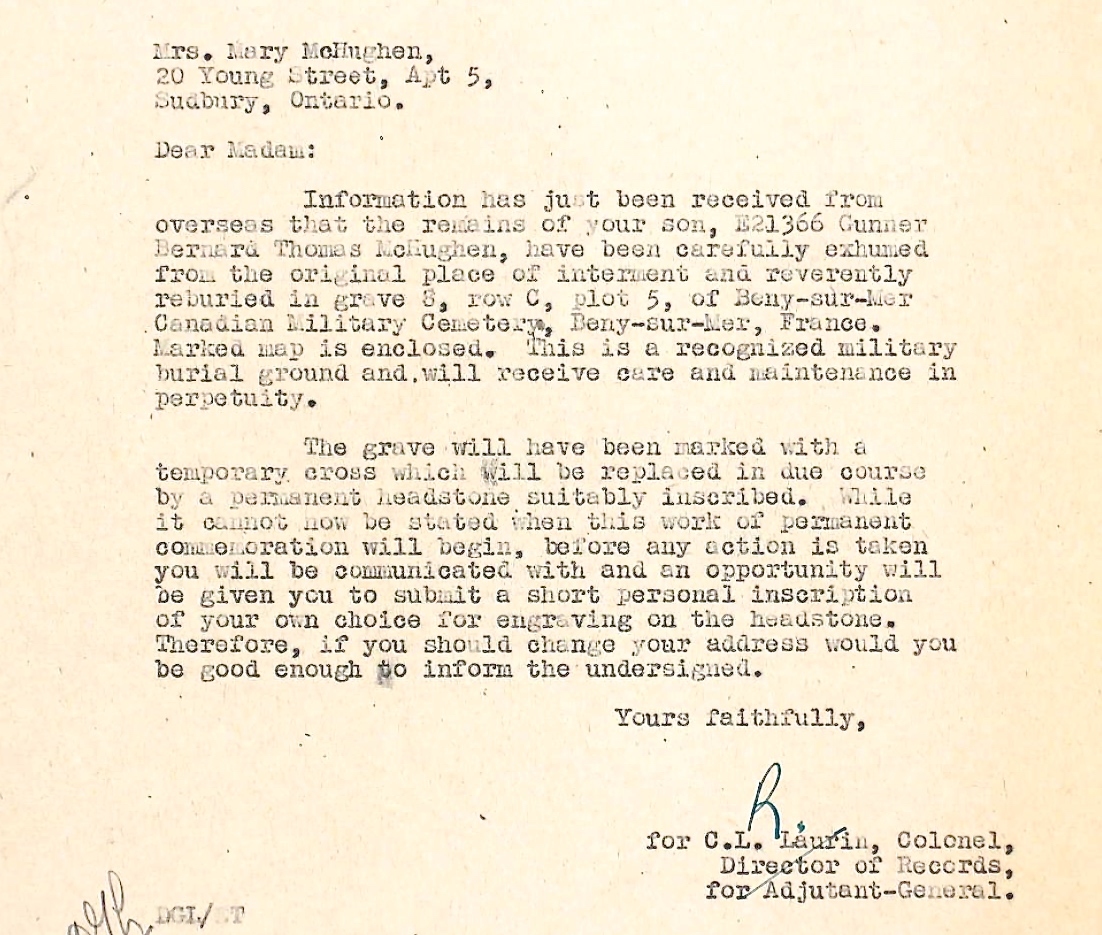 Mrs. Mary McHughen,
20 Young Street, Apt 5,
Sudbury, Ontario.
Dear Madam:
Information has just been received from
overseas that the remains of your son, E21366 Gunner
Bernard Thomas McHughen, have been carefully exhumed
from the original place of interment and reverently
reburied in grave 8, row C, plot 5, of Beny-sur-Mer
Canadian Military Cemetery, Beny-sur-Mer, France.
Marked map is enclosed. This is a recognized military
burial ground and will receive care and maintenance in
perpetuity.
The grave will have been marked with a
temporary cross which will be replaced in due course
by a permanent headstone suitably inscribed. While
it cannot now be stated when this work of permanent
commemoration will begin, before any action is taken
you will be communicated with and an opportunity will
be given you to submit a short personal inscription
of your own choice for engraving on the headstone.
Therefore, if you should change your address would you
be good enough to inform the undersigned.
Yours faithfully,
for C.L. Laurin, Colonel,
Director of Records,
for Adjutant-General.